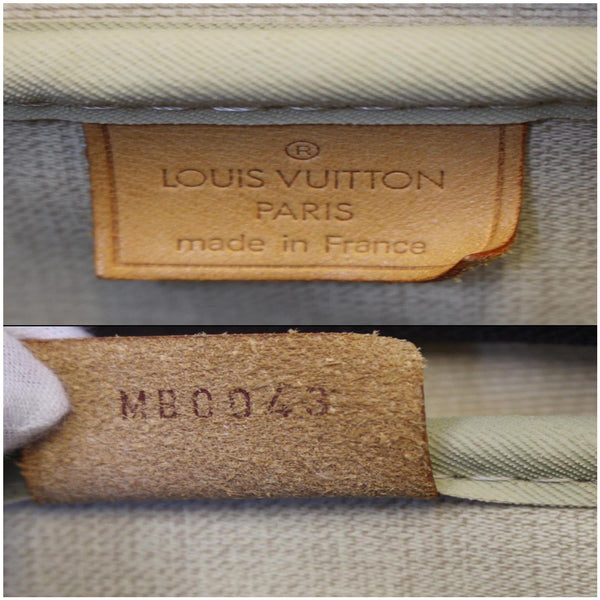 ®
LOUIS VUITTON
PARIS
made in France
MB0043